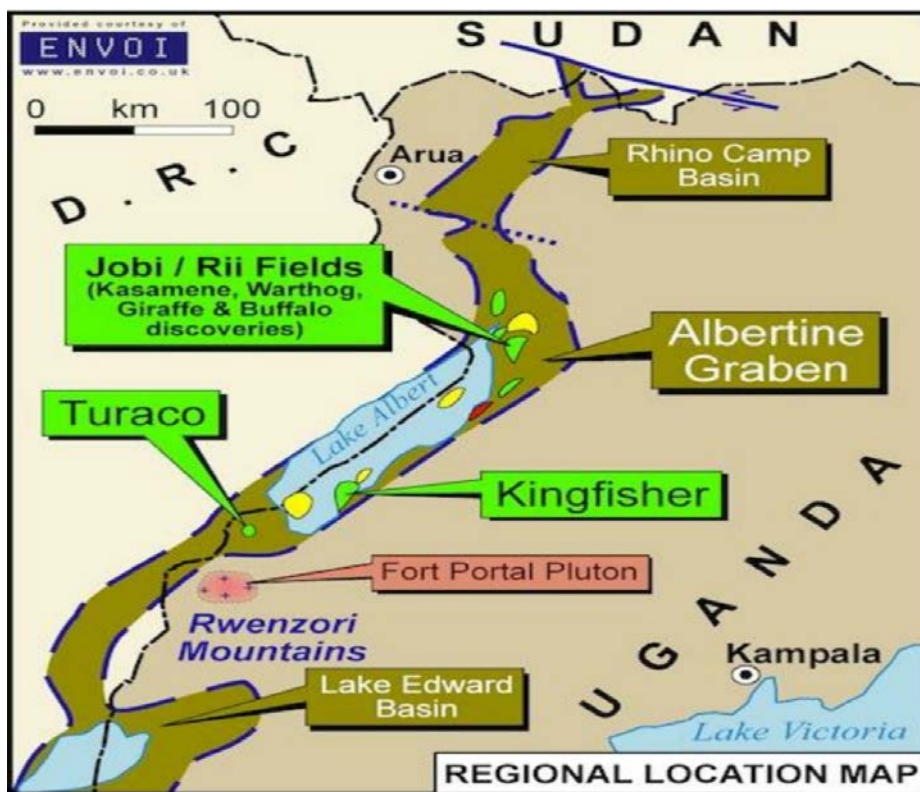 Provided courtesy of
ENVOI
www.envoi.co.uk
S U D A N
0 km 100
D . R . C
Arua
Rhino Camp
Basin
Jobi / Rii Fields
(Kasamene, Warthog,
Giraffe & Buffalo
discoveries)
Albertine
Graben
Lake Albert
Turaco
Kingfisher
Fort Portal Pluton
Rwenzori
Mountains
U G A N D A
Kampala
Lake Edward
Basin
Lake Victoria
REGIONAL LOCATION MAP